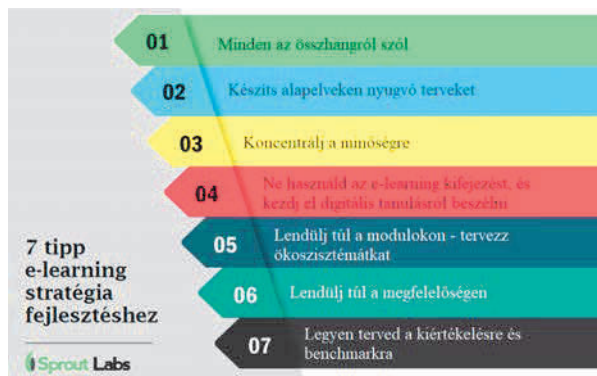 01 Minden az összhangról szól
02 Készíts alapelveken nyugvó terveket
03 Koncentrálj a minőségre
04 Ne használd az e-learning kifejezést, és
kezdj el digitális tanulásról beszélni
05 Lendülj túl a modulokon - tervezz
ökoszisztémátkat
06 Lendülj túl a megfelelőségen
07 Legyen terved a kiértékelésre és
benchmarkra
7 tipp
e-learning
stratégia
fejlesztéshez
Sprout Labs